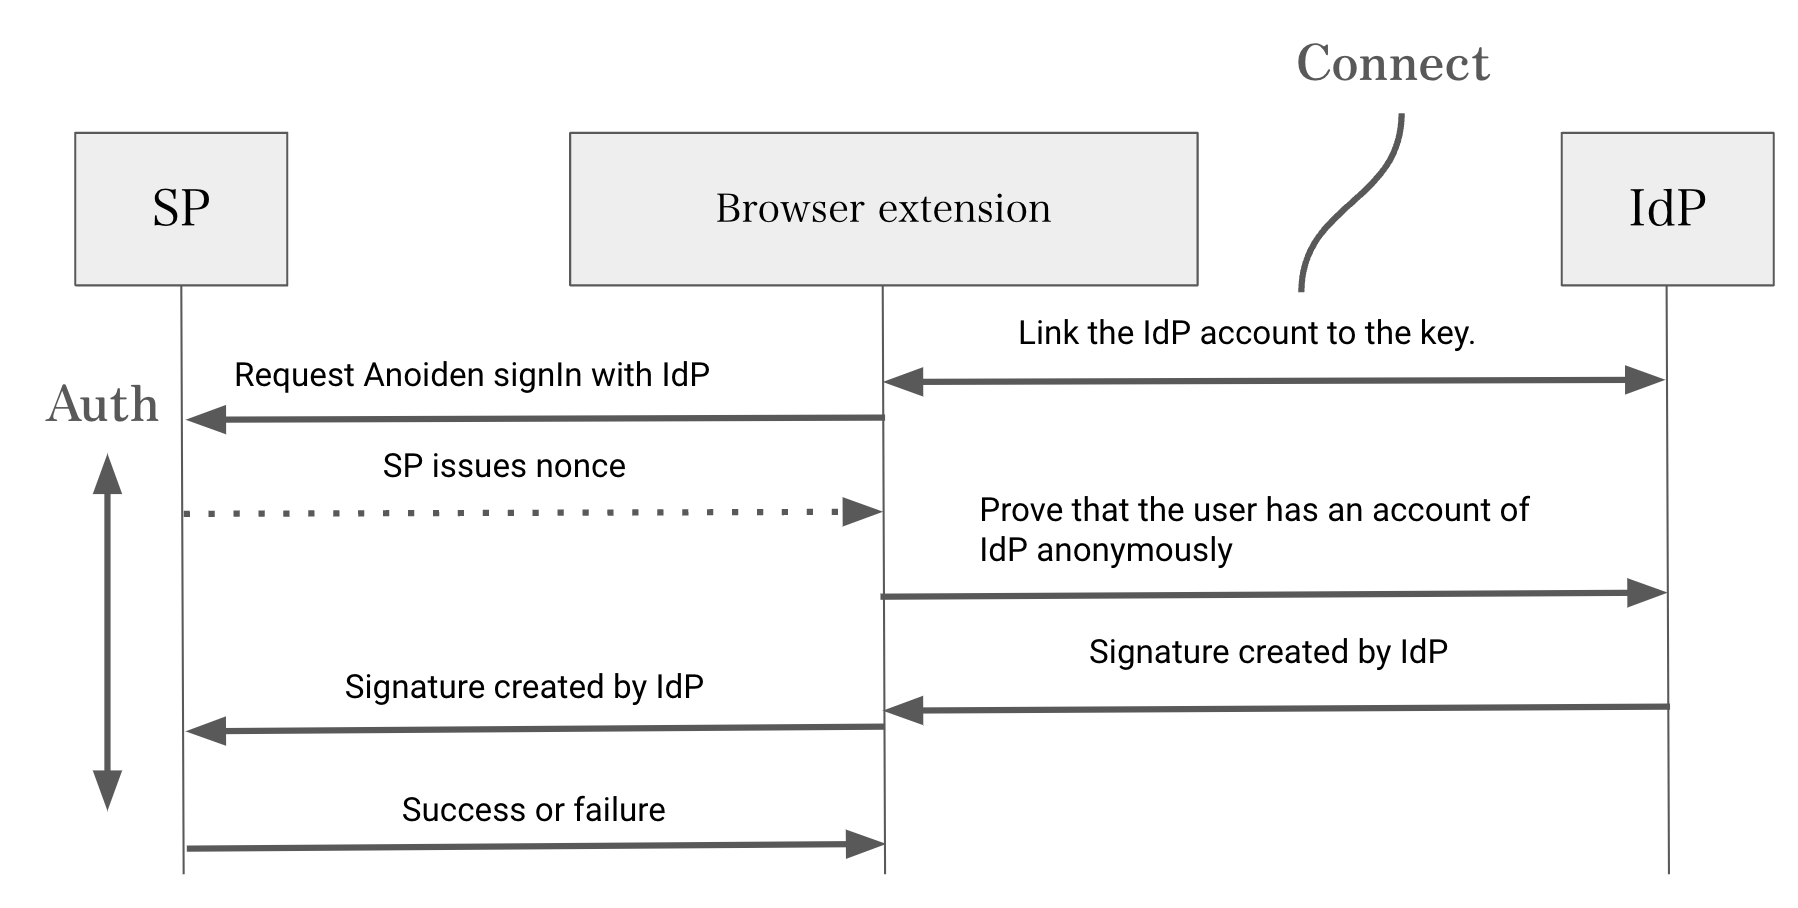 Connect
SP
Browser extension
IdP
Link the IdP account to the key.
Request Anoiden signIn with IdP
Auth
SP issues nonce
Prove that the user has an account of
IdP anonymously
Signature created by IdP
Signature created by IdP
Success or failure